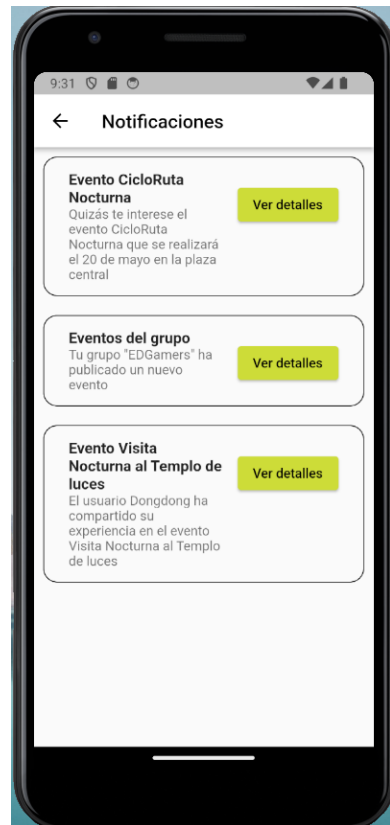 9:31
Notificaciones
Evento CicloRuta
Nocturna
Quizás te interese el
evento CicloRuta
Nocturna que se realizará
el 20 de mayo en la plaza
central
Ver detalles
Eventos del grupo
Tu grupo "EDGamers" ha
publicado un nuevo
evento
Ver detalles
Evento Visita
Nocturna al Templo de
luces
El usuario Dongdong ha
compartido su
experiencia en el evento
Visita Nocturna al Templo
de luces
Ver detalles